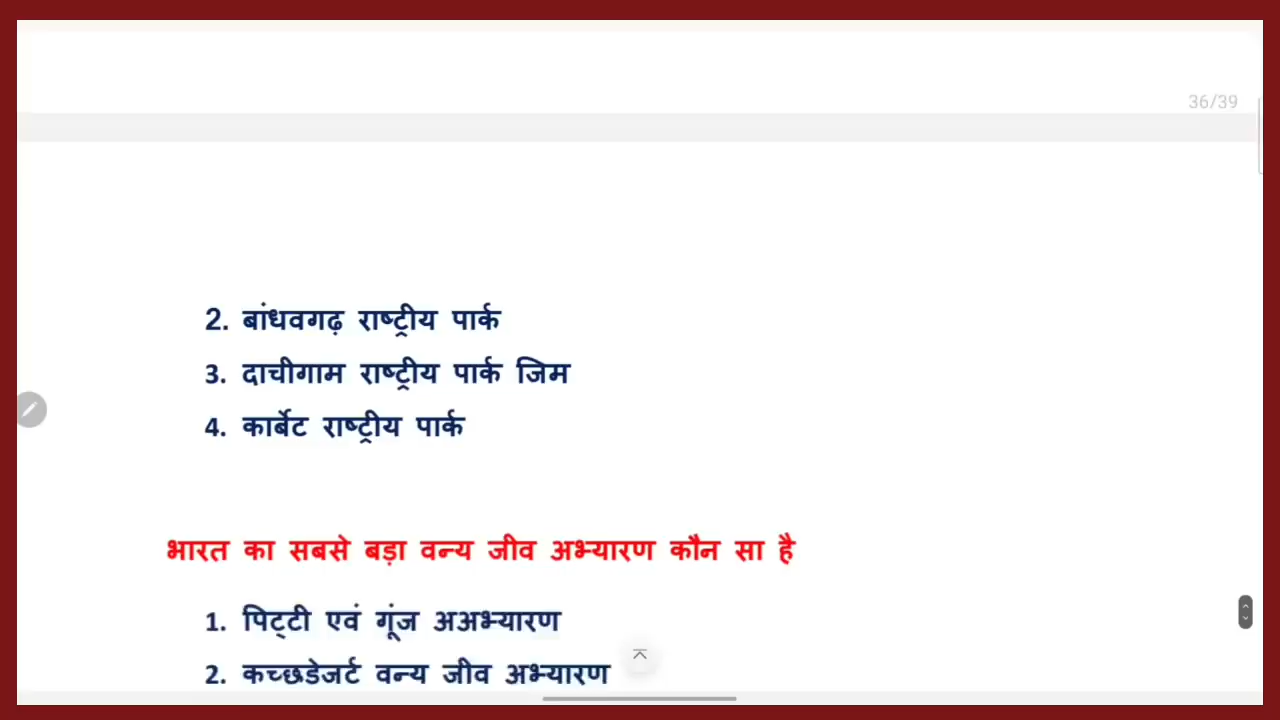 36/39
2. बांधवगढ़ राष्ट्रीय पार्क
3. दाचीगाम राष्ट्रीय पार्क जिम
4. कार्बेट राष्ट्रीय पार्क
भारत का सबसे बड़ा वन्य जीव अभ्यारण कौन सा है
1. पिट्टी एवं गूंज अअभ्यारण
2. कच्छडेजर्ट वन्य जीव अभ्यारण